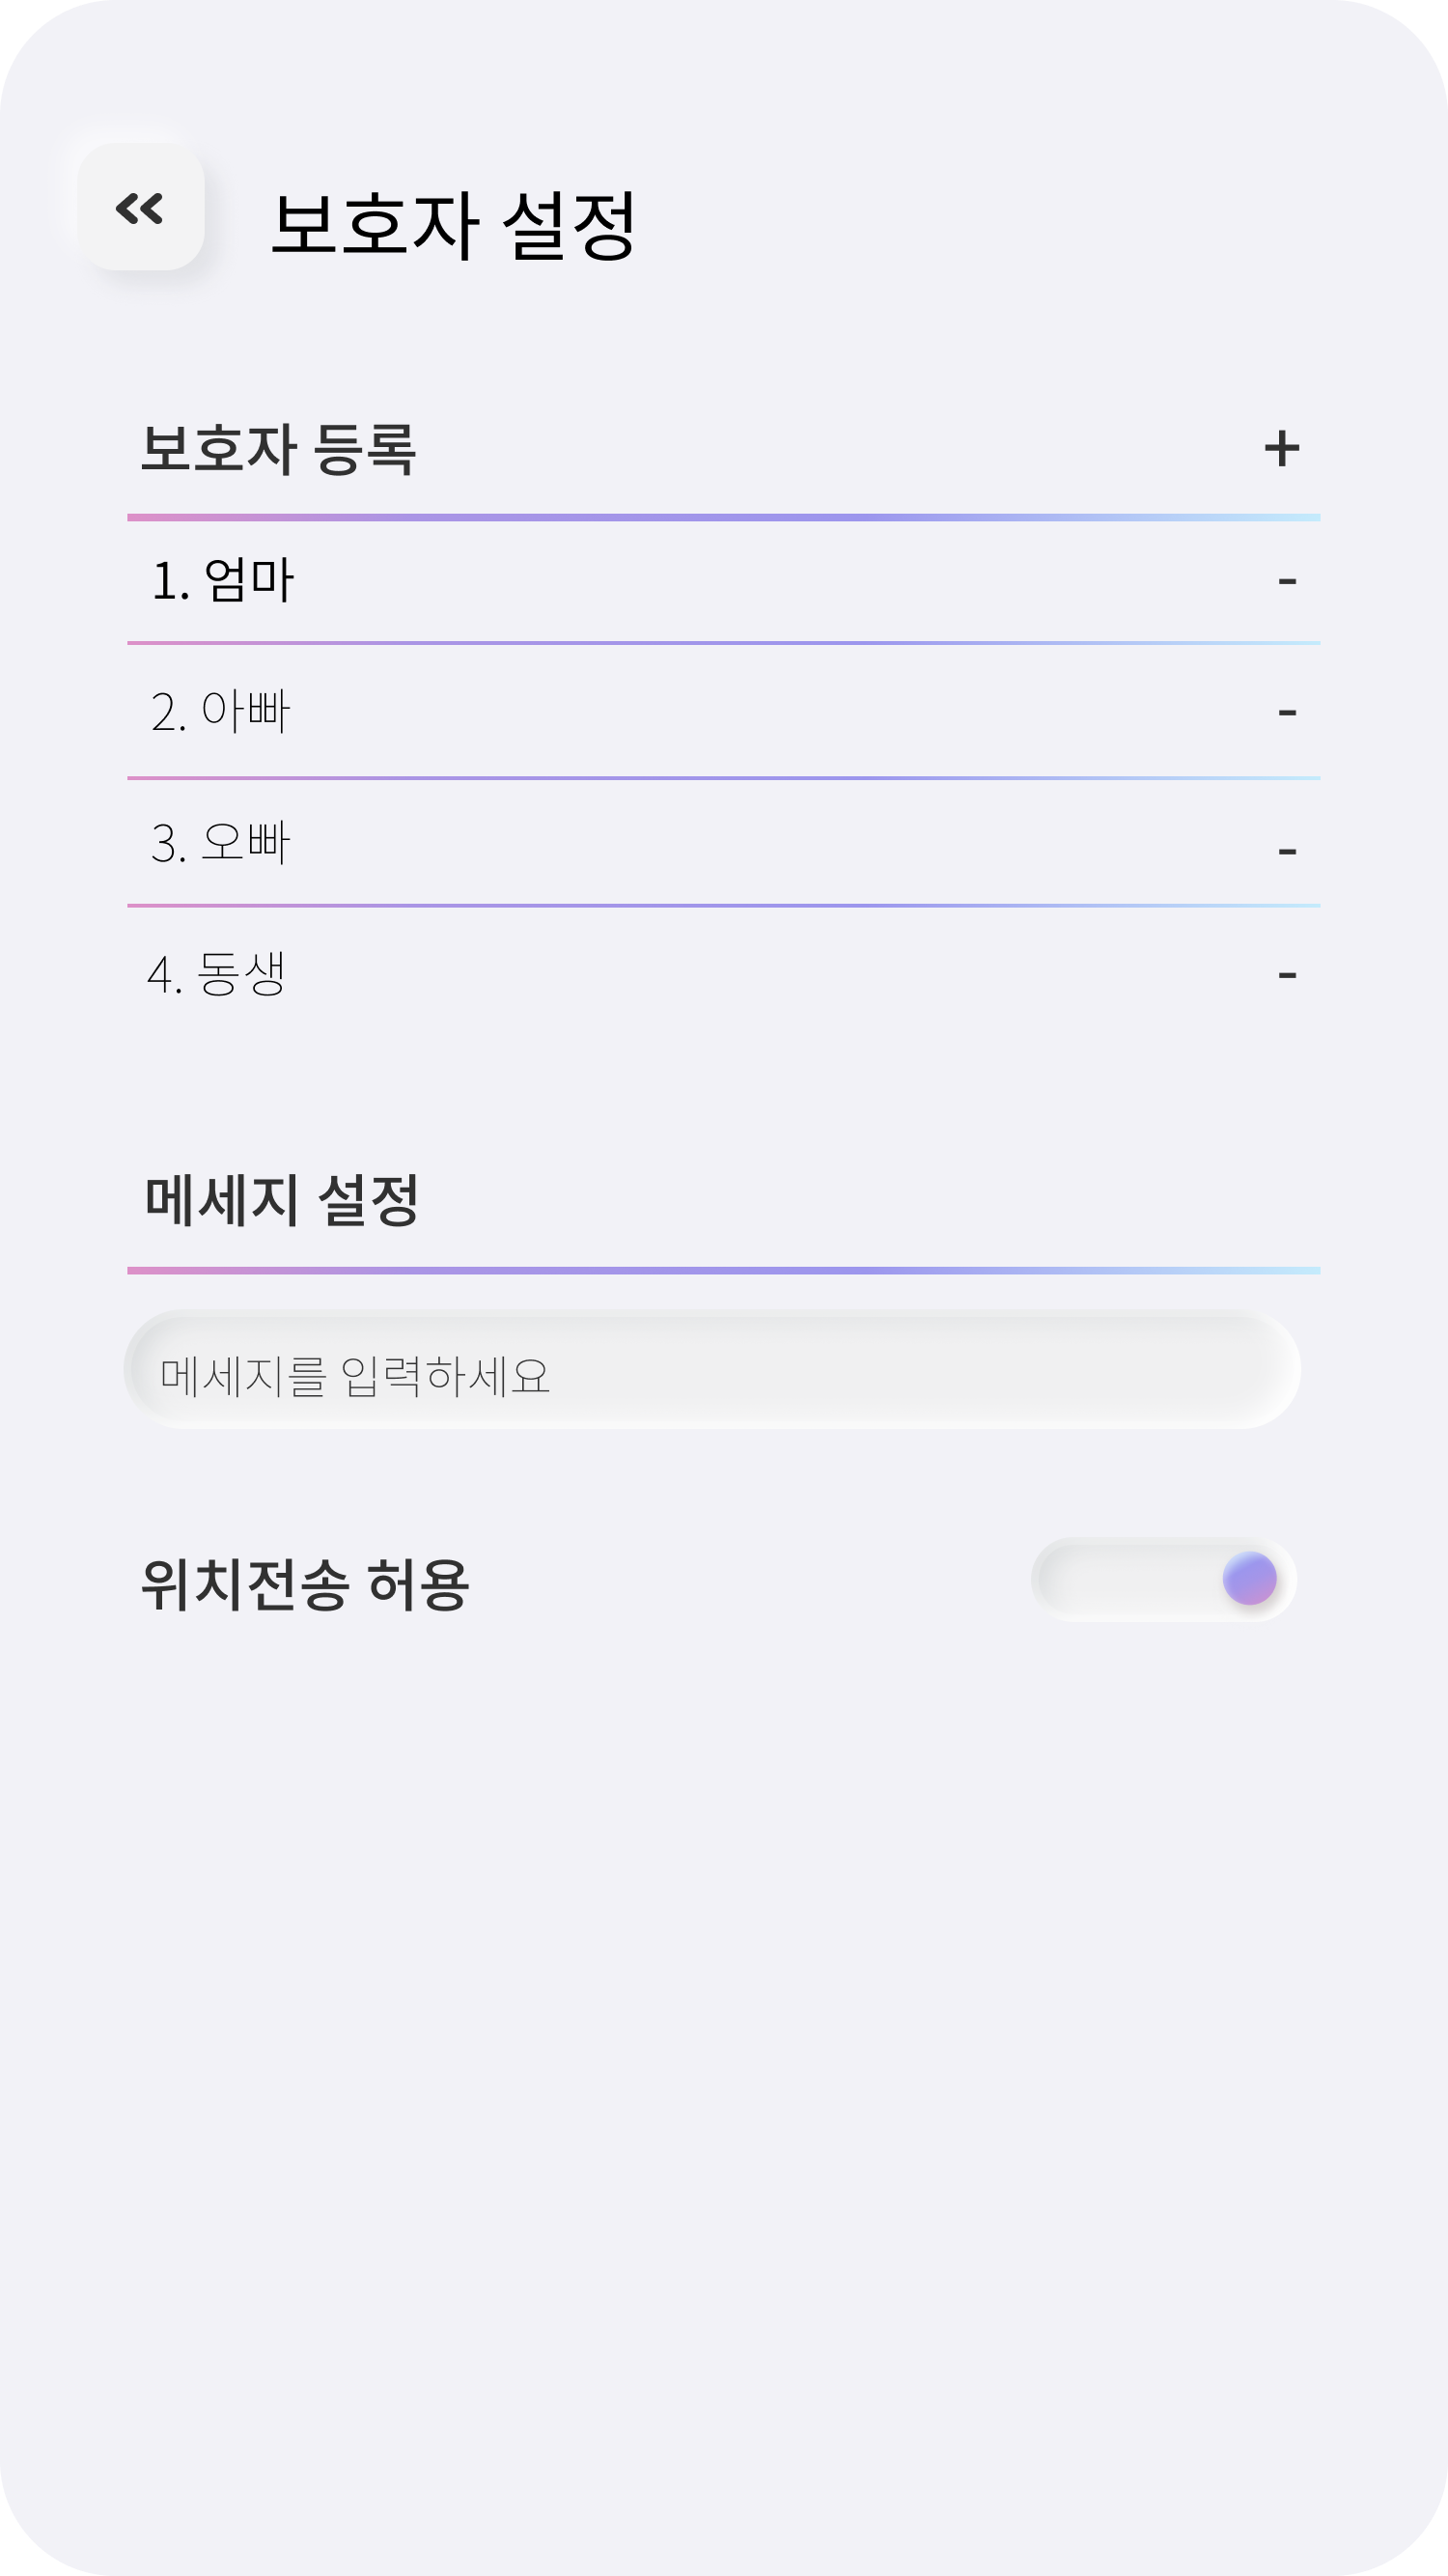 보호자 설정
보호자 등록 +
1. 엄마 -
2. 아빠 -
3. 오빠 -
4. 동생 -
메세지 설정
메세지를 입력하세요
위치전송 허용